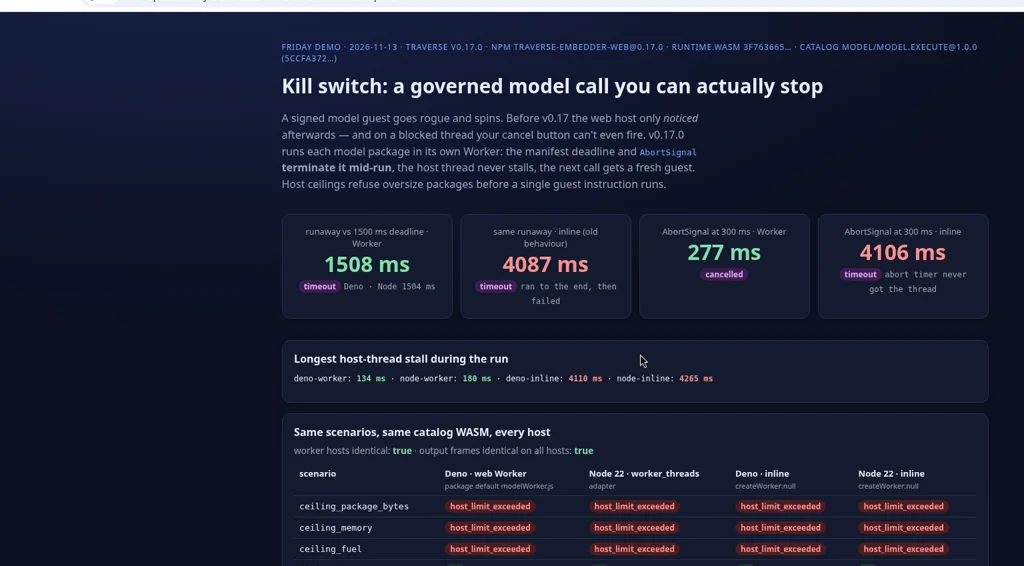 FRIDAY DEMO · 2026-11-13 · TRAVERSE V0.17.0 · NPM TRAVERSE-EMBEDDER-WEB@0.17.0 · RUNTIME.WASM 3F763665… · CATALOG MODEL/MODEL.EXECUTE@1.0.0
(5CCFA372…)
Kill switch: a governed model call you can actually stop
A signed model guest goes rogue and spins. Before v0.17 the web host only noticed
afterwards — and on a blocked thread your cancel button can't even fire. v0.17.0
runs each model package in its own Worker: the manifest deadline and AbortSignal
terminate it mid-run, the host thread never stalls, the next call gets a fresh guest.
Host ceilings refuse oversize packages before a single guest instruction runs.
runaway vs 1500 ms deadline ·
Worker
1508 ms
timeout Deno · Node 1504 ms
same runaway · inline (old
behaviour)
4087 ms
timeout ran to the end, then
failed
AbortSignal at 300 ms · Worker
277 ms
cancelled
AbortSignal at 300 ms · inline
4106 ms
timeout abort timer never
got the thread
Longest host-thread stall during the run
deno-worker: 134 ms · node-worker: 180 ms · deno-inline: 4110 ms · node-inline: 4265 ms
Same scenarios, same catalog WASM, every host
worker hosts identical: true · output frames identical on all hosts: true
scenario Deno · web Worker Node 22 · worker_threads Deno · inline Node 22 · inline
package default modelWorker.js adapter createWorker:null createWorker:null
ceiling_package_bytes host_limit_exceeded host_limit_exceeded host_limit_exceeded host_limit_exceeded
ceiling_memory host_limit_exceeded host_limit_exceeded host_limit_exceeded host_limit_exceeded
ceiling_fuel host_limit_exceeded host_limit_exceeded host_limit_exceeded host_limit_exceeded